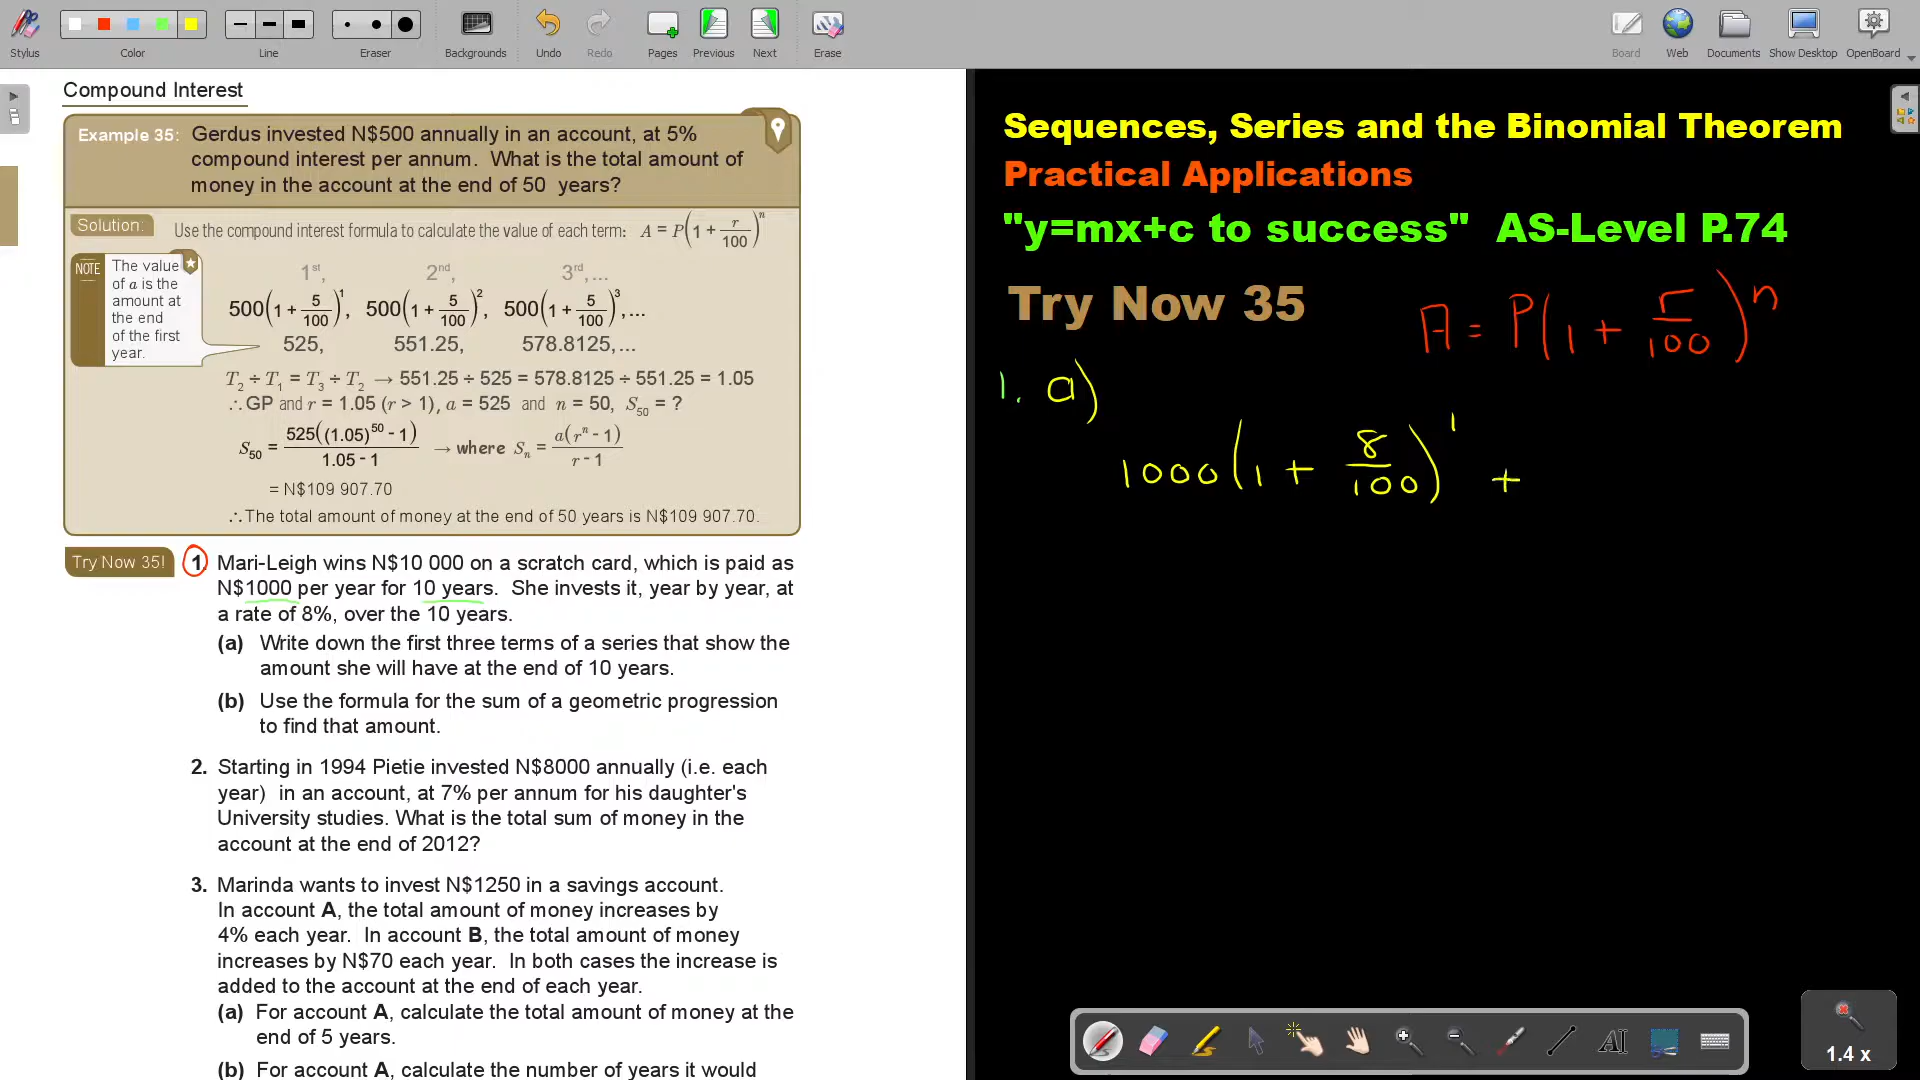 Stylus Color Line Eraser Backgrounds Undo Redo Pages Previous Next Erase Board Web Documents Show Desktop OpenBoard
Compound Interest
Example 35: Gerdus invested N$500 annually in an account, at 5%
compound interest per annum. What is the total amount of
money in the account at the end of 50 years?
Solution: Use the compound interest formula to calculate the value of each term: A = P(1 + r/100)^n
NOTE The value
of a is the
amount at
the end
of the first
year.
1st, 2nd, 3rd,...
500(1 + 5/100)^1, 500(1 + 5/100)^2, 500(1 + 5/100)^3,...
525, 551.25, 578.8125,...
T₂ ÷ T₁ = T₃ ÷ T₂ → 551.25 ÷ 525 = 578.8125 ÷ 551.25 = 1.05
∴GP and r = 1.05 (r > 1), a = 525 and n = 50, S₅₀ = ?
S₅₀ = 525((1.05)^50 - 1)/1.05 - 1 → where Sₙ = a(r^n - 1)/r - 1
= N$109 907.70
∴The total amount of money at the end of 50 years is N$109 907.70.
Try Now 35! 1. Mari-Leigh wins N$10 000 on a scratch card, which is paid as
N$1000 per year for 10 years. She invests it, year by year, at
a rate of 8%, over the 10 years.
(a) Write down the first three terms of a series that show the
amount she will have at the end of 10 years.
(b) Use the formula for the sum of a geometric progression
to find that amount.
2. Starting in 1994 Pietie invested N$8000 annually (i.e. each
year) in an account, at 7% per annum for his daughter's
University studies. What is the total sum of money in the
account at the end of 2012?
3. Marinda wants to invest N$1250 in a savings account.
In account A, the total amount of money increases by
4% each year. In account B, the total amount of money
increases by N$70 each year. In both cases the increase is
added to the account at the end of each year.
(a) For account A, calculate the total amount of money at the
end of 5 years.
(b) For account A, calculate the number of years it would
Sequences, Series and the Binomial Theorem
Practical Applications
"y=mx+c to success" AS-Level P.74
Try Now 35
A = P(1 + r/100)^n
1. a)
1000(1 + 8/100)^1 +
1.4 x